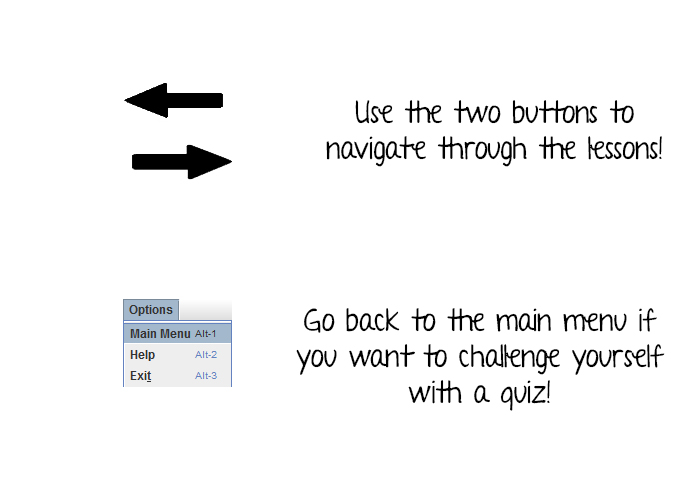 Use the two buttons to
navigate through the lessons!
Options
Main Menu Alt-1
Help Alt-2
Exit Alt-3
Go back to the main menu if
you want to challenge yourself
with a quiz!